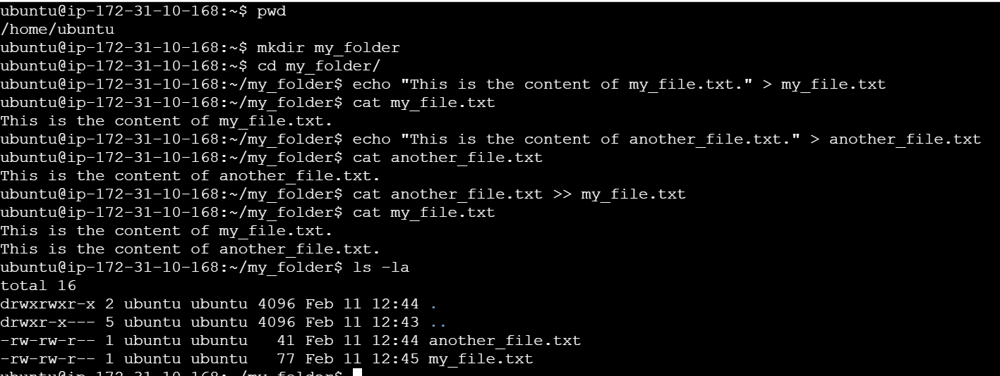 ubuntu@ip-172-31-10-168:~$ pwd
/home/ubuntu
ubuntu@ip-172-31-10-168:~$ mkdir my_folder
ubuntu@ip-172-31-10-168:~$ cd my_folder/
ubuntu@ip-172-31-10-168:~/my_folder$ echo "This is the content of my_file.txt." > my_file.txt
ubuntu@ip-172-31-10-168:~/my_folder$ cat my_file.txt
This is the content of my_file.txt.
ubuntu@ip-172-31-10-168:~/my_folder$ echo "This is the content of another_file.txt." > another_file.txt
ubuntu@ip-172-31-10-168:~/my_folder$ cat another_file.txt
This is the content of another_file.txt.
ubuntu@ip-172-31-10-168:~/my_folder$ cat another_file.txt >> my_file.txt
ubuntu@ip-172-31-10-168:~/my_folder$ cat my_file.txt
This is the content of my_file.txt.
This is the content of another_file.txt.
ubuntu@ip-172-31-10-168:~/my_folder$ ls -la
total 16
drwxrwxr-x 2 ubuntu ubuntu 4096 Feb 11 12:44 .
drwxr-x--- 5 ubuntu ubuntu 4096 Feb 11 12:43 ..
-rw-rw-r-- 1 ubuntu ubuntu   41 Feb 11 12:44 another_file.txt
-rw-rw-r-- 1 ubuntu ubuntu   77 Feb 11 12:45 my_file.txt
ubuntu@ip-172-31-10-168:~/my_folder$